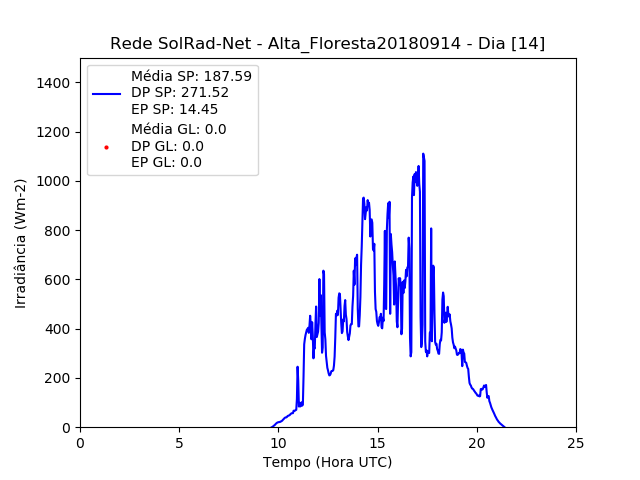 Rede SolRad-Net - Alta_Floresta20180914 - Dia [14]
Média SP: 187.59
DP SP: 271.52
EP SP: 14.45
Média GL: 0.0
DP GL: 0.0
EP GL: 0.0
Irradiância (Wm-2)
1400
1200
1000
800
600
400
200
0
0 5 10 15 20 25
Tempo (Hora UTC)